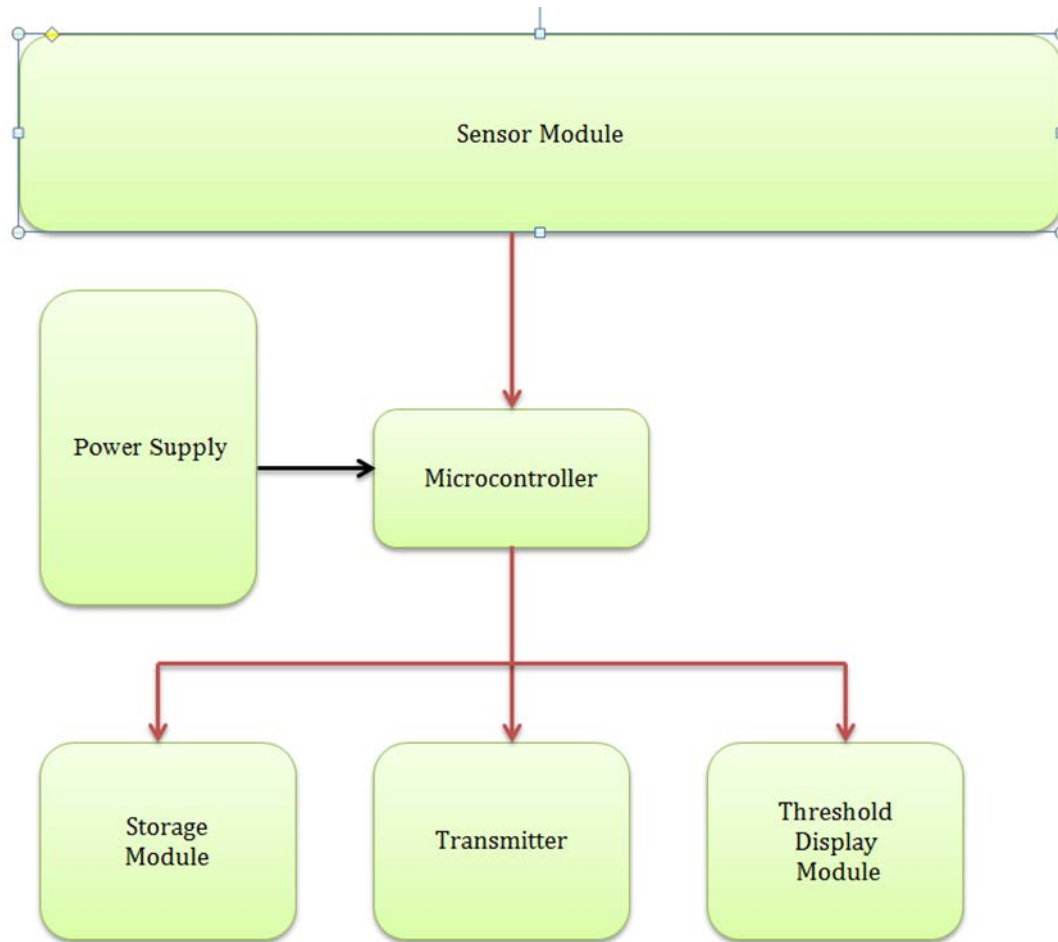 Sensor Module
Power Supply
Microcontroller
Storage
Module
Transmitter
Threshold
Display
Module